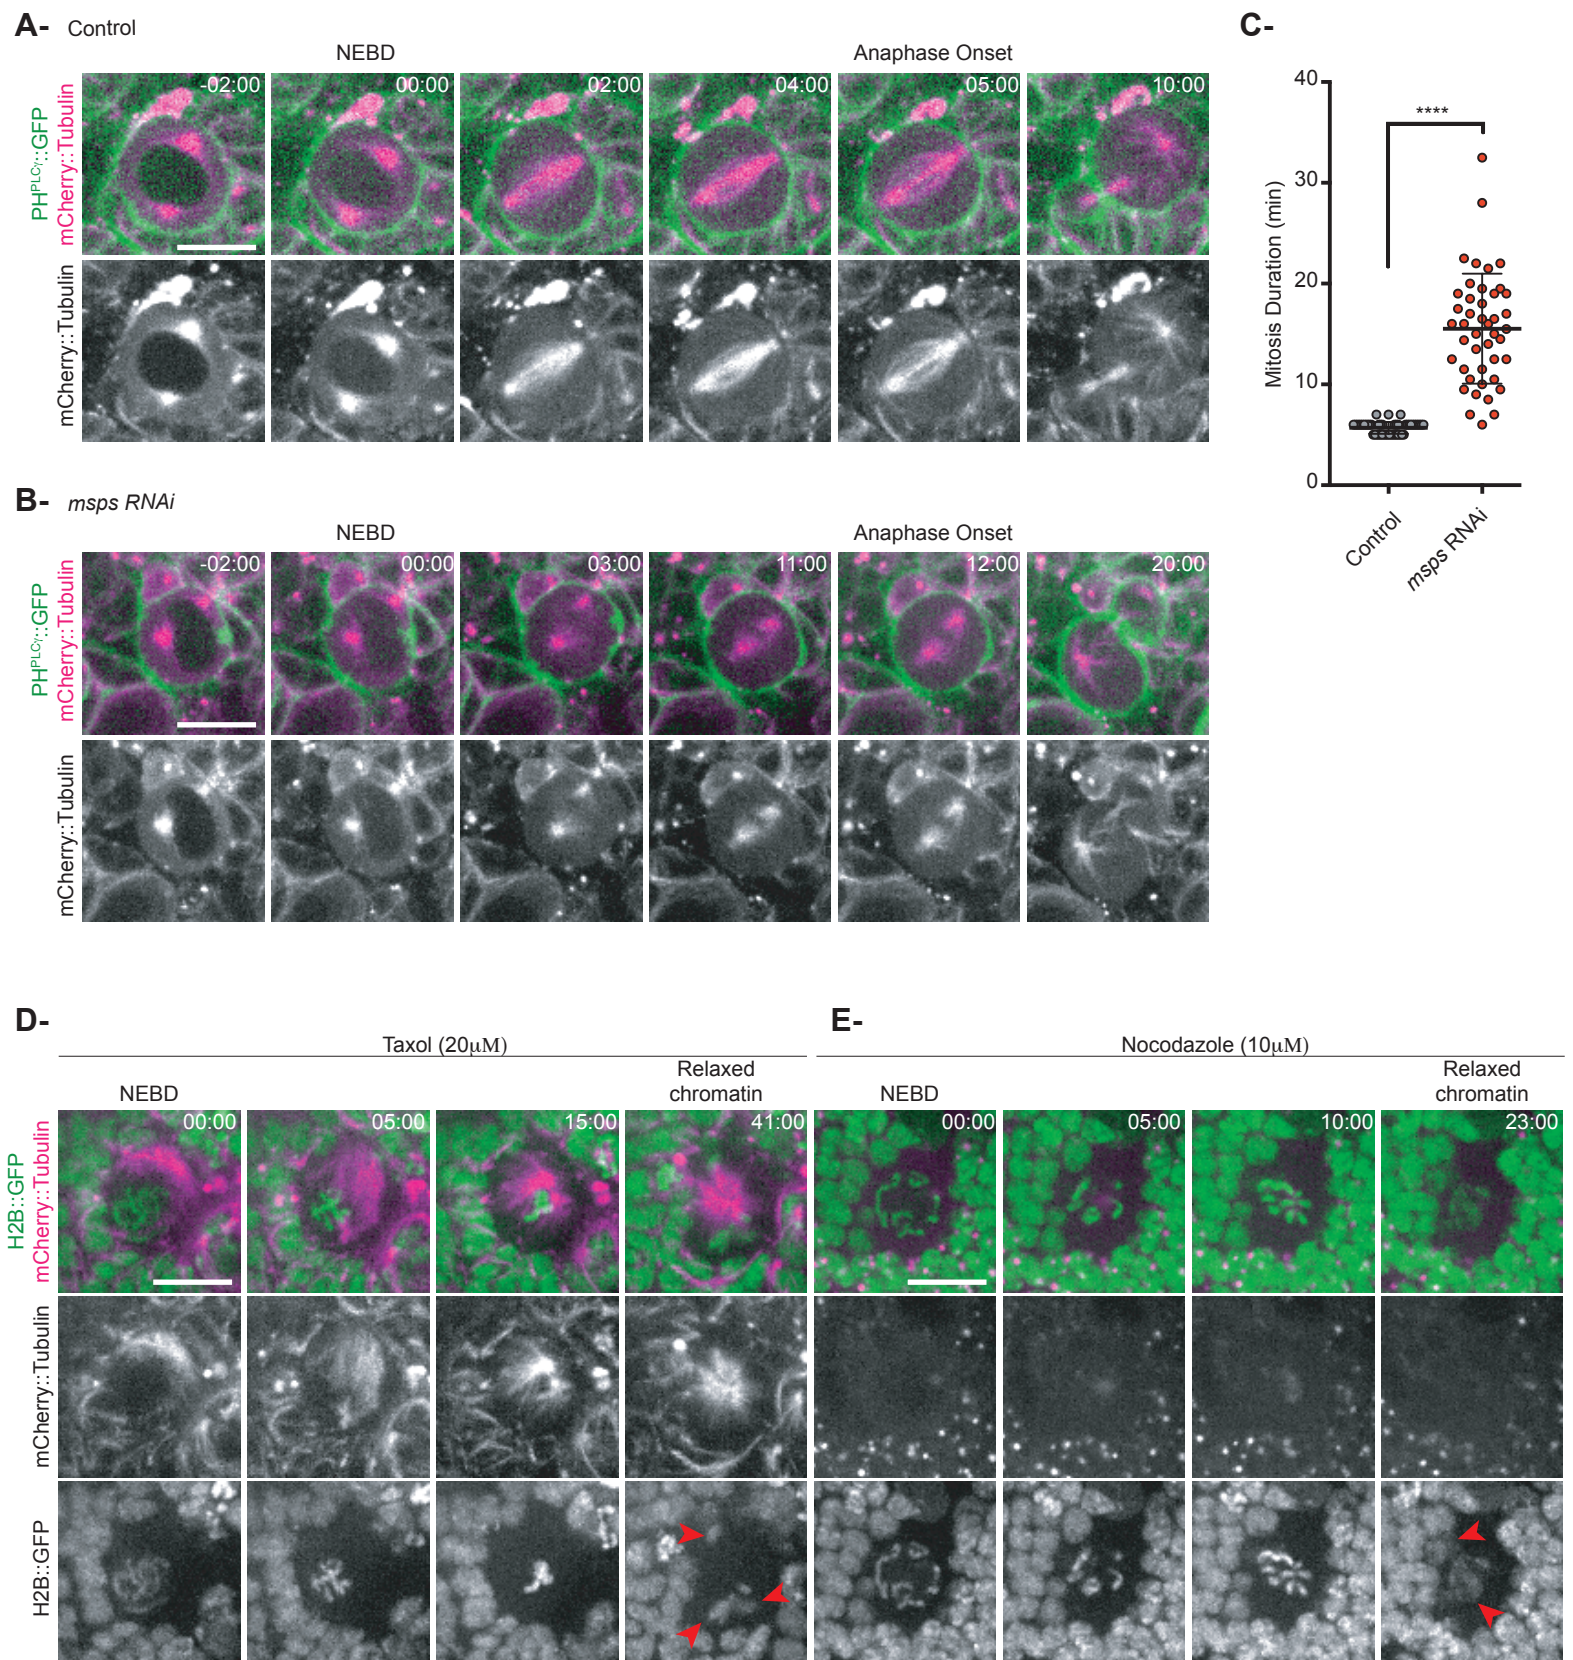 A- Control
NEBD Anaphase Onset
PHPLCγ::GFP
mCherry::Tubulin
-02:00 00:00 02:00 04:00 05:00 10:00
mCherry::Tubulin
B- msps RNAi
NEBD Anaphase Onset
PHPLCγ::GFP
mCherry::Tubulin
-02:00 00:00 03:00 11:00 12:00 20:00
mCherry::Tubulin
C-
Mitosis Duration (min)
40
30
20
10
0
****
Control
msps RNAi
D-
Taxol (20μM)
NEBD
Relaxed
chromatin
H2B::GFP
mCherry::Tubulin
00:00 05:00 15:00 41:00
mCherry::Tubulin
H2B::GFP
E-
Nocodazole (10μM)
NEBD
Relaxed
chromatin
00:00 05:00 10:00 23:00